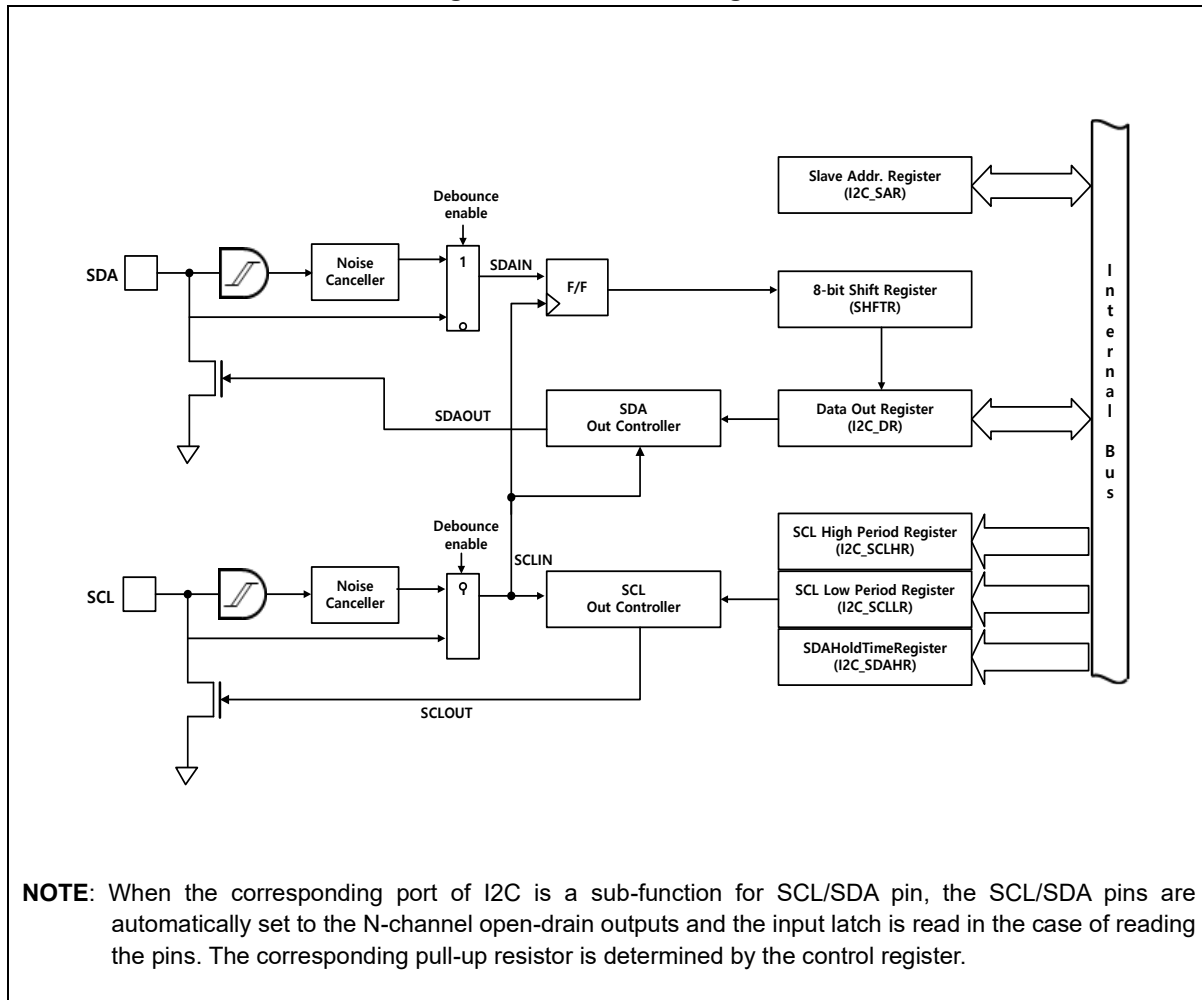 Slave Addr. Register
(I2C_SAR)
Debounce
enable
SDA
Noise
Canceller
1
SDAIN
F/F
8-bit Shift Register
(SHFTR)
Internal Bus
SDAOUT
SDA
Out Controller
Data Out Register
(I2C_DR)
Debounce
enable
SCLIN
SCL
Noise
Canceller
SCL
Out Controller
SCL High Period Register
(I2C_SCLHR)
SCL Low Period Register
(I2C_SCLLR)
SDAHoldTimeRegister
(I2C_SDAHR)
SCLOUT
NOTE: When the corresponding port of I2C is a sub-function for SCL/SDA pin, the SCL/SDA pins are
automatically set to the N-channel open-drain outputs and the input latch is read in the case of reading
the pins. The corresponding pull-up resistor is determined by the control register.